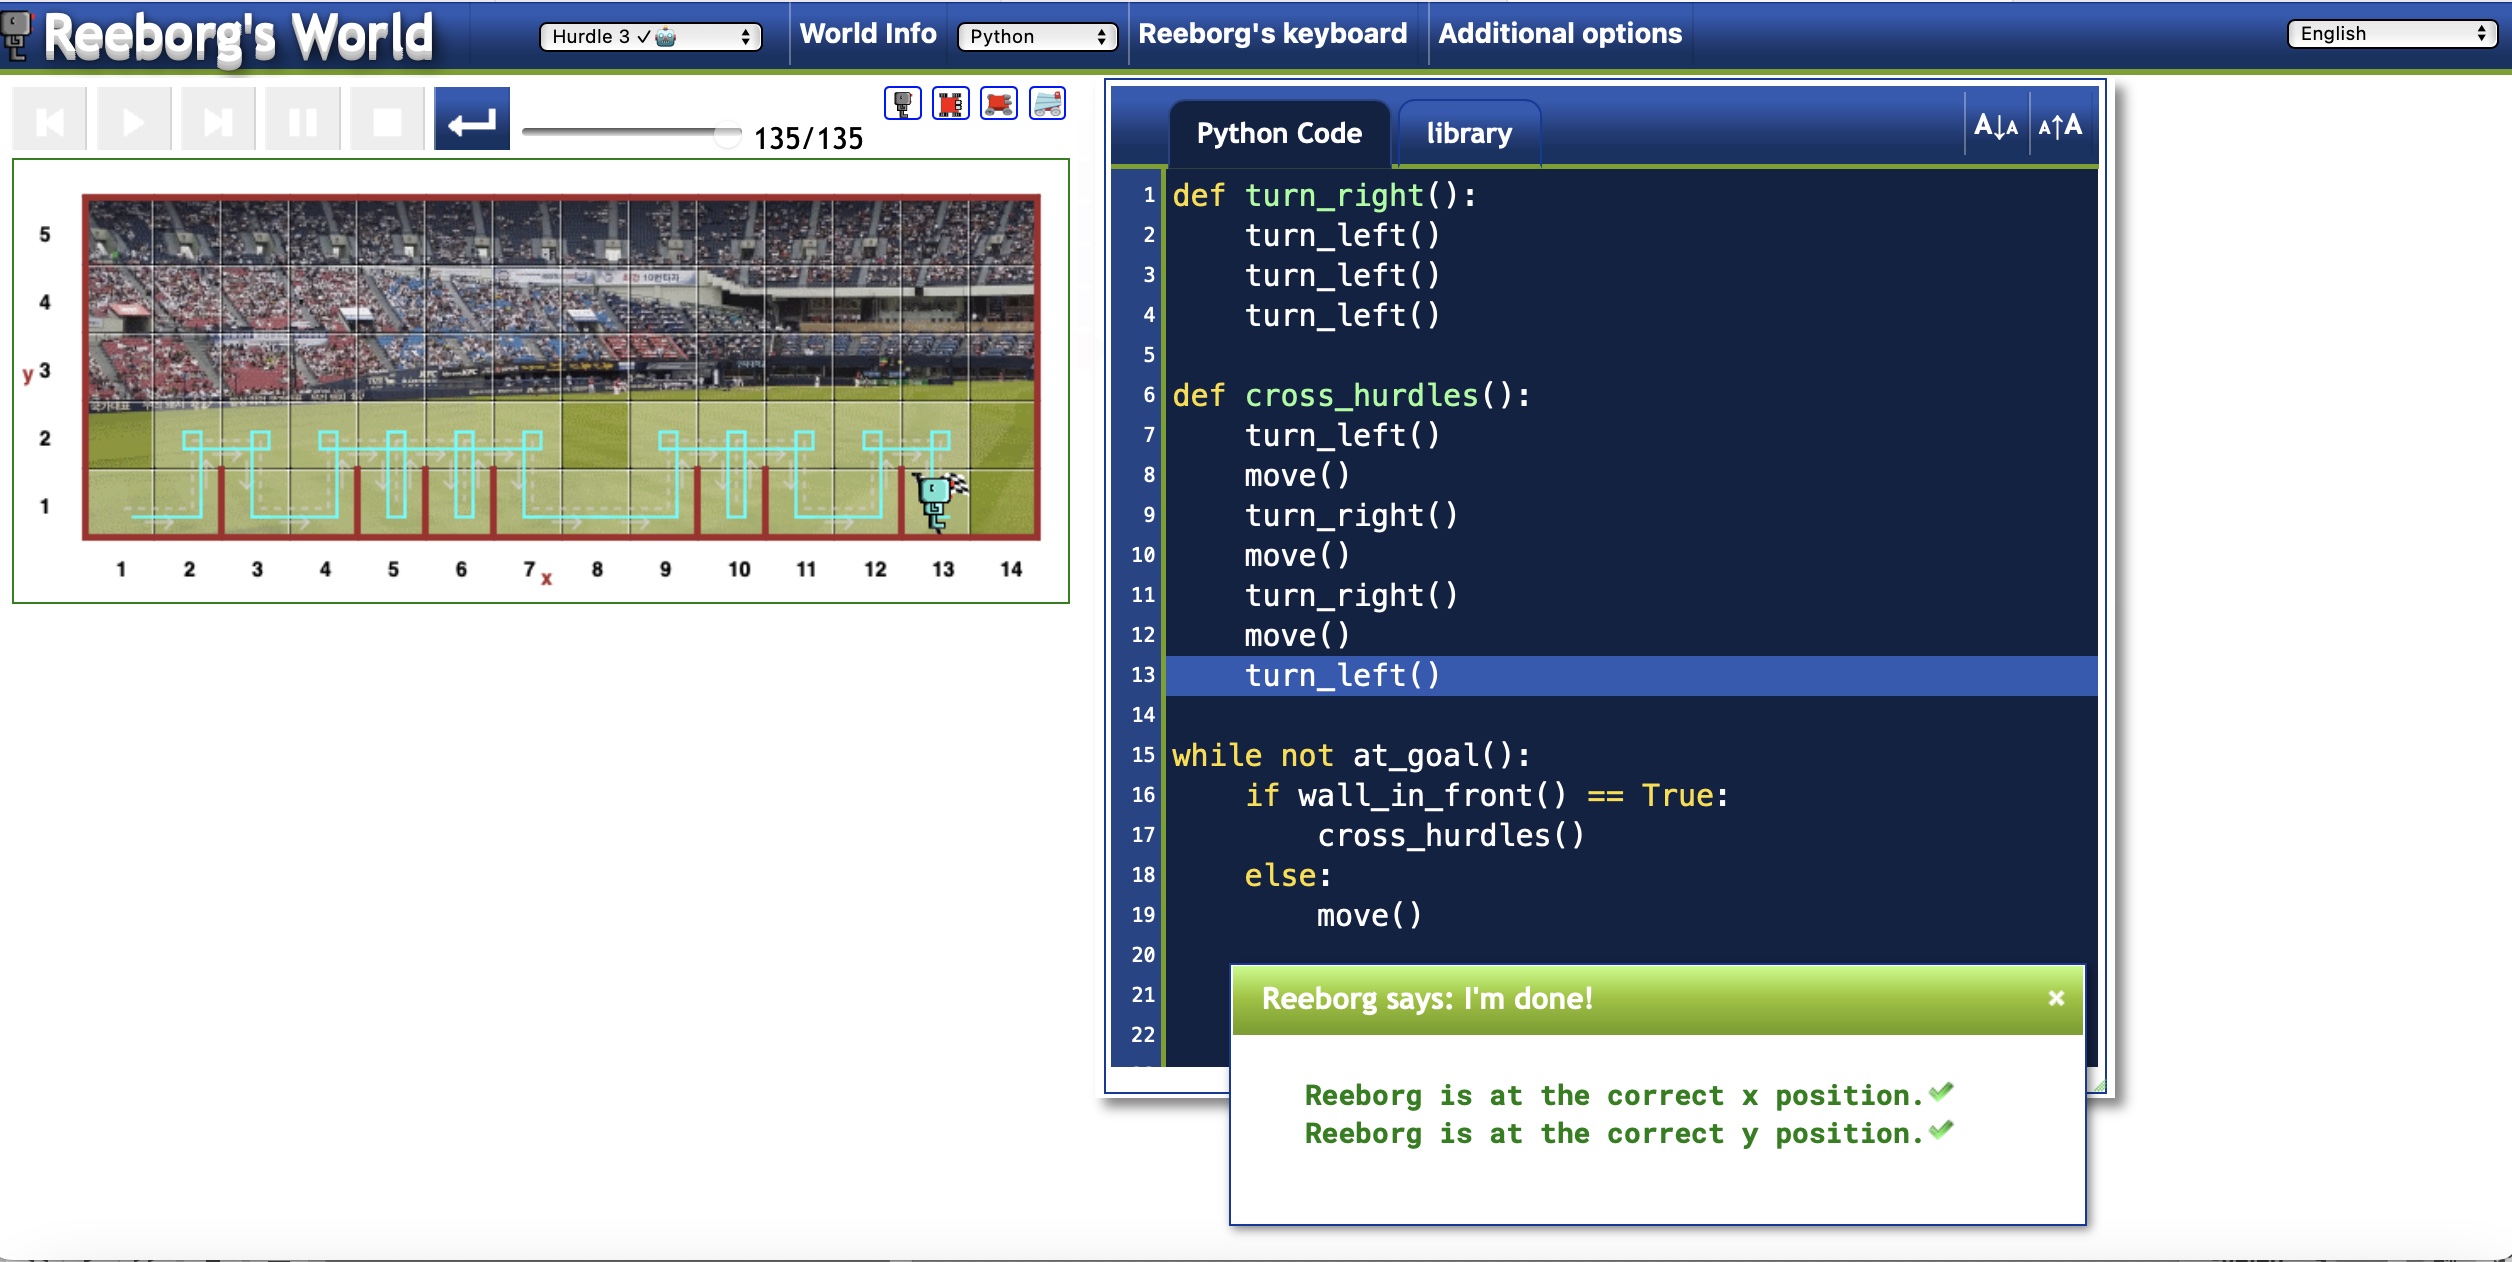 Reeborg's World
Hurdle 3 ✓🤖
World Info
Python
Reeborg's keyboard
Additional options
English
135/135
Python Code
library
A↓A
A↑A
5
4
y 3
2
1
1 2 3 4 5 6 7 x 8 9 10 11 12 13 14
1 def turn_right():
2     turn_left()
3     turn_left()
4     turn_left()
5
6 def cross_hurdles():
7     turn_left()
8     move()
9     turn_right()
10     move()
11     turn_right()
12     move()
13     turn_left()
14
15 while not at_goal():
16     if wall_in_front() == True:
17         cross_hurdles()
18     else:
19         move()
20
21
22
Reeborg says: I'm done! ×
Reeborg is at the correct x position.✓
Reeborg is at the correct y position.✓